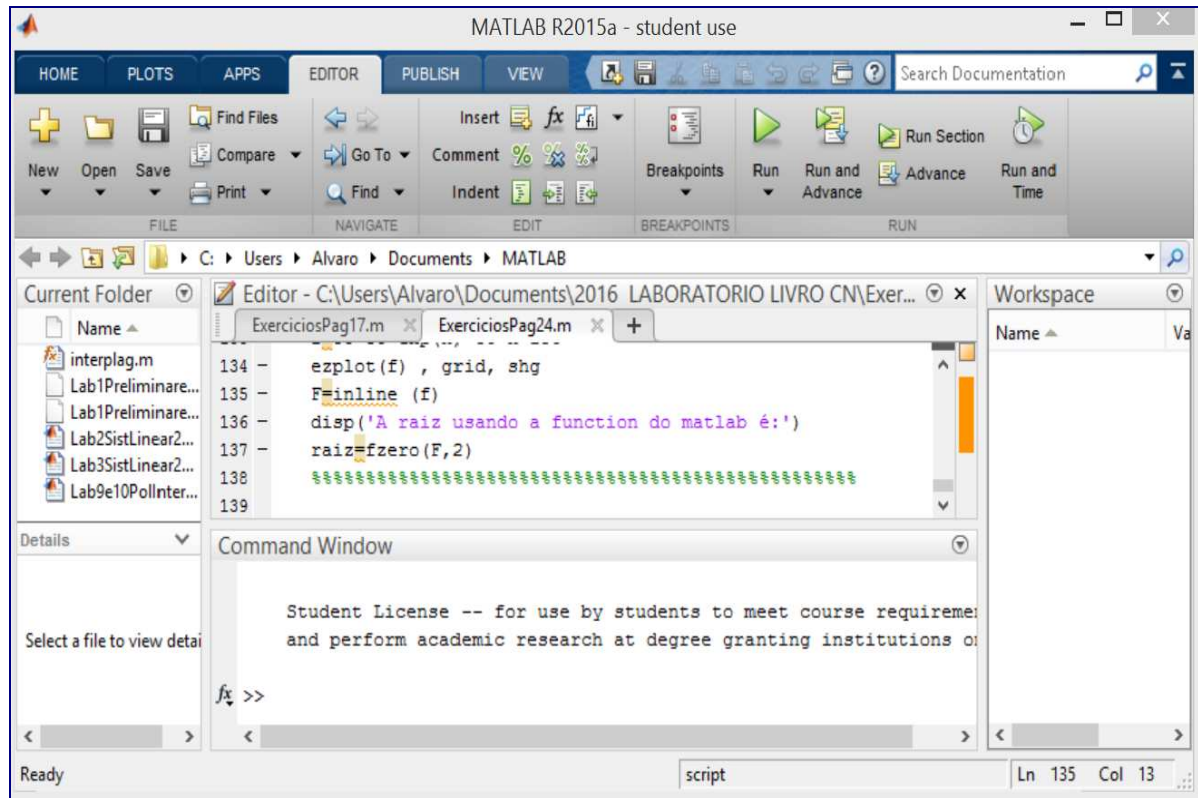 MATLAB R2015a - student use
HOME PLOTS APPS EDITOR PUBLISH VIEW Search Documentation
New Open Save
Find Files
Compare
Print
FILE
Go To
Find
NAVIGATE
Insert fx
Comment
Indent
EDIT
Breakpoints
BREAKPOINTS
Run
Run and Advance
Run Section
Advance
Run and Time
RUN
C: Users Alvaro Documents MATLAB
Current Folder
Name
interplag.m
Lab1Preliminare...
Lab1Preliminare...
Lab2SistLinear2...
Lab3SistLinear2...
Lab9e10PolInter...
Details
Select a file to view detai
Editor - C:\Users\Alvaro\Documents\2016 LABORATORIO LIVRO CN\Exer...
ExerciciosPag17.m ExerciciosPag24.m +
134 - ezplot(f) , grid, shg
135 - F=inline (f)
136 - disp('A raiz usando a function do matlab é:')
137 - raiz=fzero(F,2)
138 %%%%%%%%%%%%%%%%%%%%%%%%%%%%%%%%%%%%%%%%%%%%%%%%%%
139
Command Window
Student License -- for use by students to meet course requiremen
and perform academic research at degree granting institutions o
fx >>
Workspace
Name Va
Ready script Ln 135 Col 13